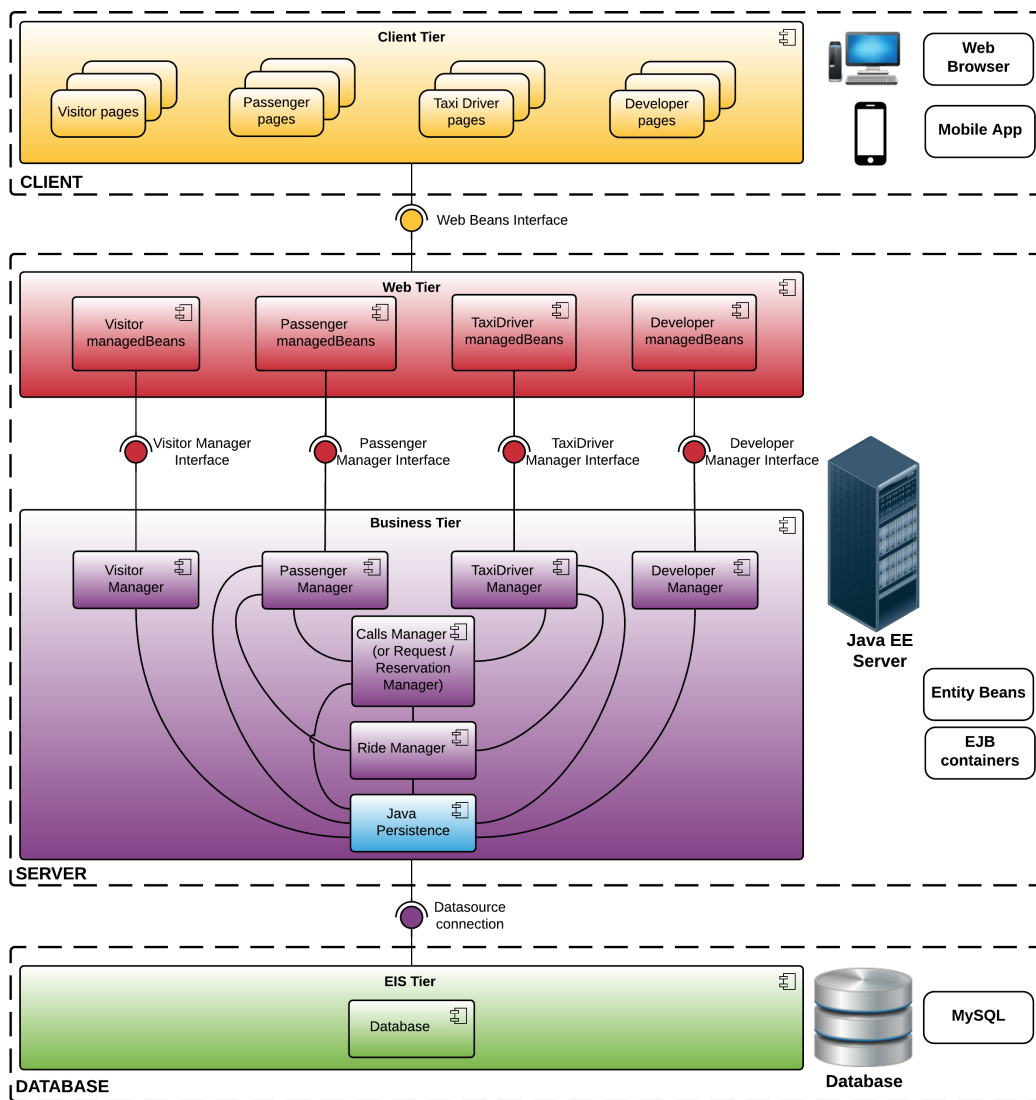 Client Tier
Visitor pages
Passenger
pages
Taxi Driver
pages
Developer
pages
Web
Browser
Mobile App
CLIENT
Web Beans Interface
Web Tier
Visitor
managedBeans
Passenger
managedBeans
TaxiDriver
managedBeans
Developer
managedBeans
Visitor Manager
Interface
Passenger
Manager Interface
TaxiDriver
Manager Interface
Developer
Manager Interface
Business Tier
Visitor
Manager
Passenger
Manager
TaxiDriver
Manager
Developer
Manager
Calls Manager
(or Request /
Reservation
Manager)
Ride Manager
Java
Persistence
Java EE
Server
Entity Beans
EJB
containers
SERVER
Datasource
connection
EIS Tier
Database
MySQL
Database
DATABASE